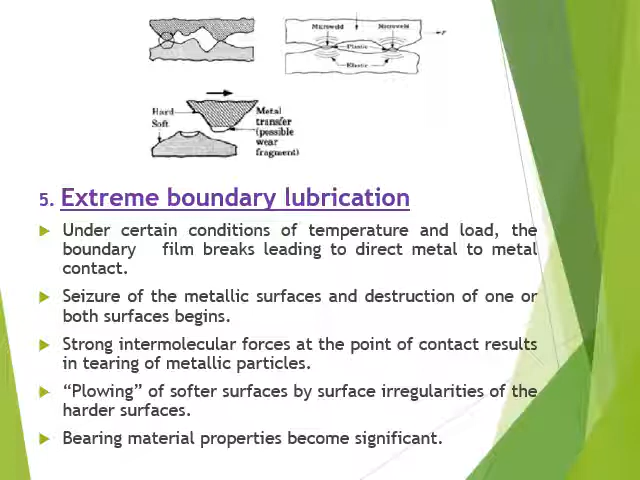 Microweld Microweld
Plastic
F
Elastic
Hard
Soft
Metal
transfer
(possible
wear
fragment)
5. Extreme boundary lubrication
Under certain conditions of temperature and load, the
boundary film breaks leading to direct metal to metal
contact.
Seizure of the metallic surfaces and destruction of one or
both surfaces begins.
Strong intermolecular forces at the point of contact results
in tearing of metallic particles.
“Plowing” of softer surfaces by surface irregularities of the
harder surfaces.
Bearing material properties become significant.